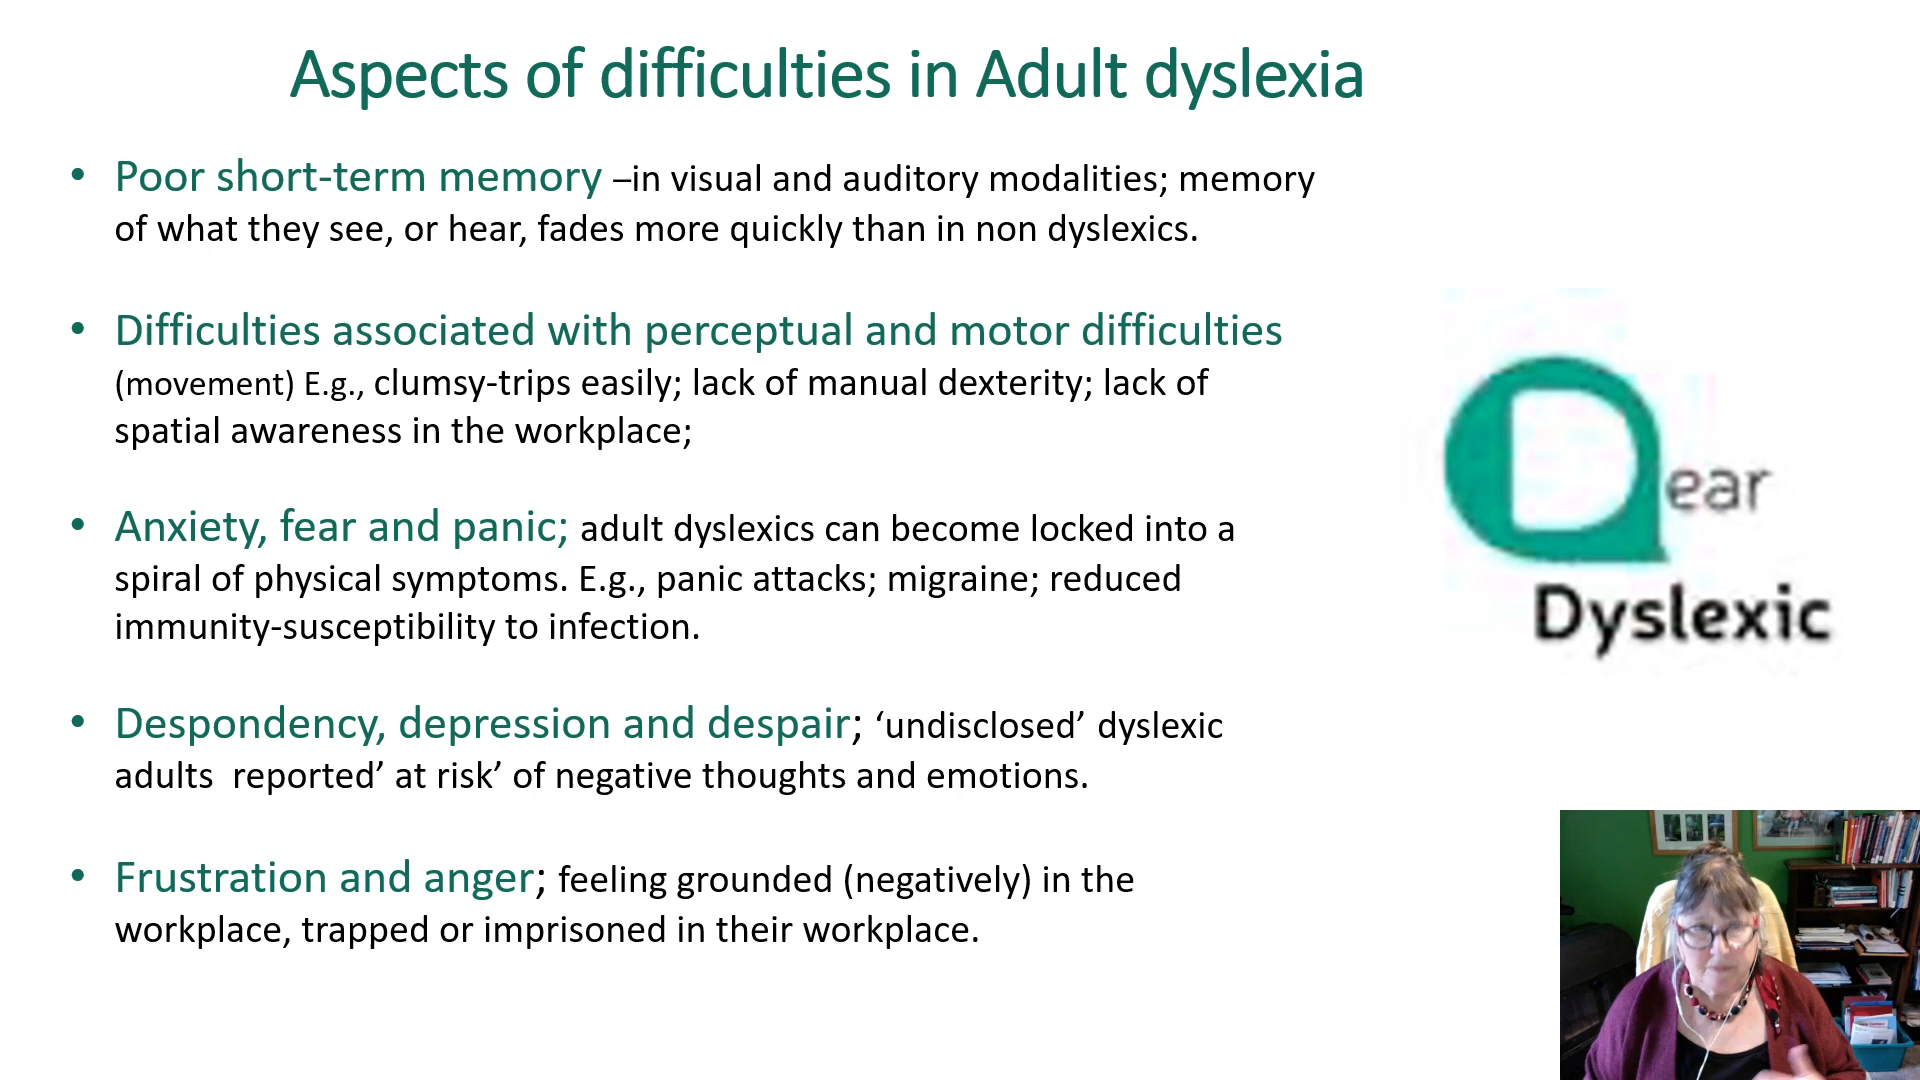 Aspects of difficulties in Adult dyslexia
• Poor short-term memory –in visual and auditory modalities; memory
of what they see, or hear, fades more quickly than in non dyslexics.
• Difficulties associated with perceptual and motor difficulties
(movement) E.g., clumsy-trips easily; lack of manual dexterity; lack of
spatial awareness in the workplace;
• Anxiety, fear and panic; adult dyslexics can become locked into a
spiral of physical symptoms. E.g., panic attacks; migraine; reduced
immunity-susceptibility to infection.
• Despondency, depression and despair; ‘undisclosed’ dyslexic
adults  reported’ at risk’ of negative thoughts and emotions.
• Frustration and anger; feeling grounded (negatively) in the
workplace, trapped or imprisoned in their workplace.
Dear
Dyslexic